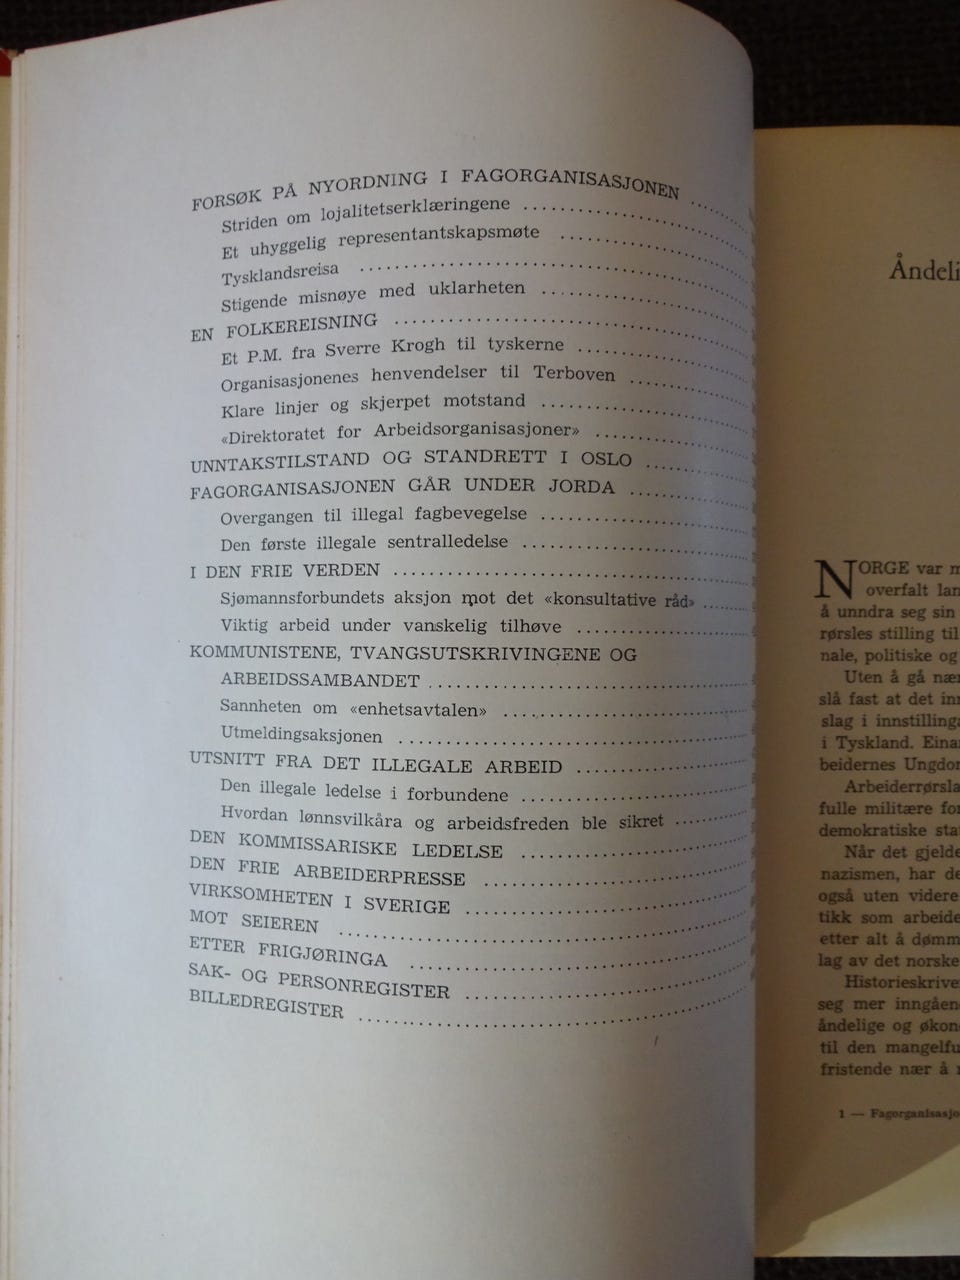 FORSØK PÅ NYORDNING I FAGORGANISASJONEN
Striden om lojalitetserklæringene
Et uhyggelig representantskapsmøte
Tysklandsreisa
Stigende misnøye med uklarheten
EN FOLKEREISNING
Et P.M. fra Sverre Krogh til tyskerne
Organisasjonenes henvendelser til Terboven
Klare linjer og skjerpet motstand
«Direktoratet for Arbeidsorganisasjoner»
UNNTAKSTILSTAND OG STANDRETT I OSLO
FAGORGANISASJONEN GÅR UNDER JORDA
Overgangen til illegal fagbevegelse
Den første illegale sentralledelse
I DEN FRIE VERDEN
Sjømannsforbundets aksjon mot det «konsultative råd»
Viktig arbeid under vanskelig tilhøve
KOMMUNISTENE, TVANGSUTSKRIVINGENE OG
ARBEIDSSAMBANDET
Sannheten om «enhetsavtalen»
Utmeldingsaksjonen
UTSNITT FRA DET ILLEGALE ARBEID
Den illegale ledelse i forbundene
Hvordan lønnsvilkåra og arbeidsfreden ble sikret
DEN KOMMISSARISKE LEDELSE
DEN FRIE ARBEIDERPRESSE
VIRKSOMHETEN I SVERIGE
MOT SEIEREN
ETTER FRIGJØRINGA
SAK- OG PERSONREGISTER
BILLEDREGISTER
Åndeli
NORGE var
overfalt lan
å unndra seg sin
rørsles stilling til
nale, politiske og
Uten å gå nær
slå fast at det in
slag i innstilling
i Tyskland. Eina
beidernes Ungdo
Arbeiderrørsla
fulle militære for
demokratiske sta
Når det gjelde
nazismen, har de
også uten videre
tikk som arbeide
etter alt å dømm
lag av det norske
Historieskrive
seg mer inngåen
åndelige og økon
til den mangelfu
fristende nær å
1 — Fagorganisasjo